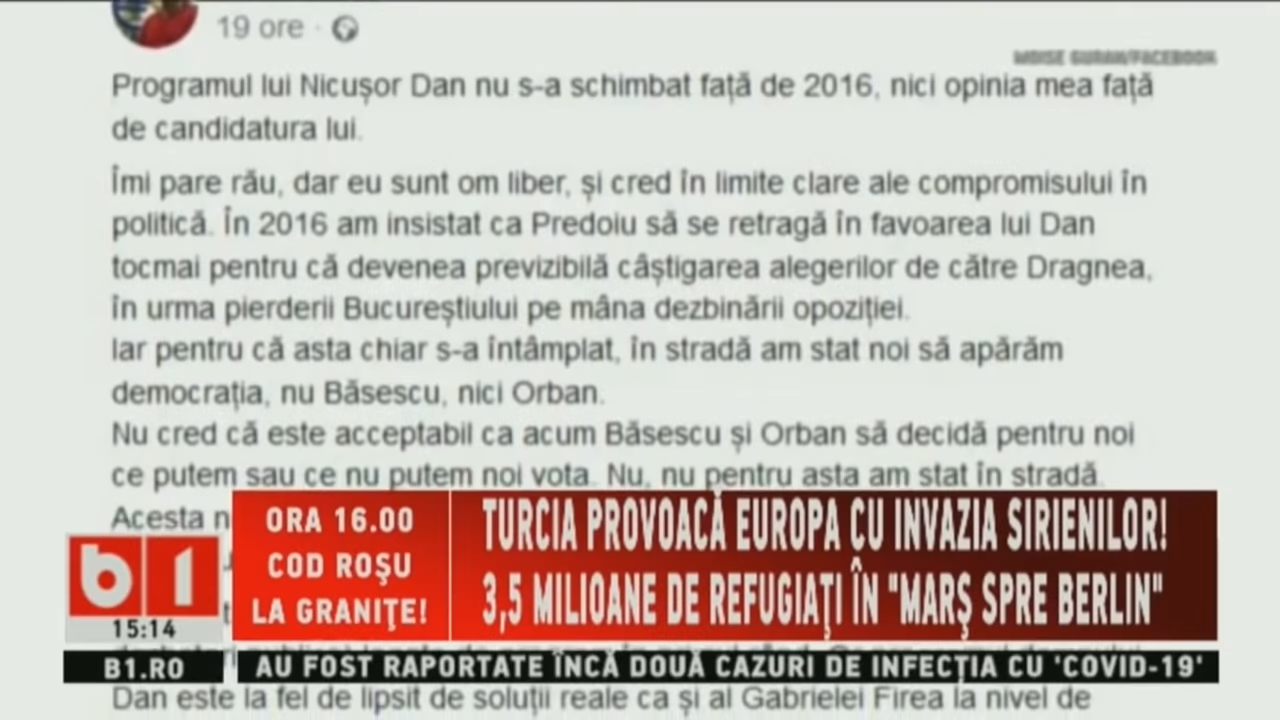 19 ore ·
MOISE GURAN/FACEBOOK
Programul lui Nicușor Dan nu s-a schimbat față de 2016, nici opinia mea față
de candidatura lui.
Îmi pare rău, dar eu sunt om liber, și cred în limite clare ale compromisului în
politică. În 2016 am insistat ca Predoiu să se retragă în favoarea lui Dan
tocmai pentru că devenea previzibilă câștigarea alegerilor de către Dragnea,
în urma pierderii Bucureștiului pe mâna dezbinării opoziției.
Iar pentru că asta chiar s-a întâmplat, în stradă am stat noi să apărăm
democrația, nu Băsescu, nici Orban.
Nu cred că este acceptabil ca acum Băsescu și Orban să decidă pentru noi
ce putem sau ce nu putem noi vota. Nu, nu pentru asta am stat în stradă.
Acesta n
ORA 16.00
COD ROŞU
LA GRANIŢE!
TURCIA PROVOACĂ EUROPA CU INVAZIA SIRIENILOR!
3,5 MILIOANE DE REFUGIAŢI ÎN "MARŞ SPRE BERLIN"
b1
15:14
B1.RO
AU FOST RAPORTATE ÎNCĂ DOUĂ CAZURI DE INFECŢIA CU 'COVID-19'
Dan este la fel de lipsit de soluții reale ca și al Gabrielei Firea la nivel de